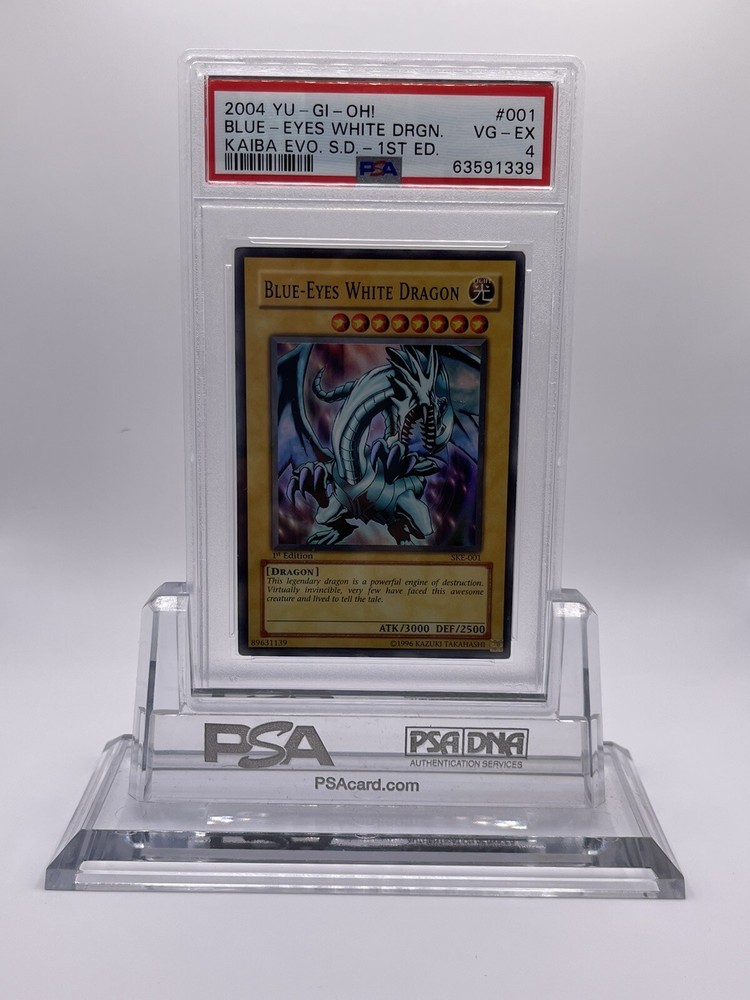 2004 YU-GI-OH! #001
BLUE-EYES WHITE DRGN. VG-EX
KAIBA EVO. S.D.-1ST ED. 4
PSA 63591339
BLUE-EYES WHITE DRAGON 光
1st Edition SKE-001
[DRAGON]
This legendary dragon is a powerful engine of destruction.
Virtually invincible, very few have faced this awesome
creature and lived to tell the tale.
ATK/3000 DEF/2500
89631139 ©1996 KAZUKI TAKAHASHI
PSA PSA DNA
AUTHENTICATION SERVICES
PSAcard.com